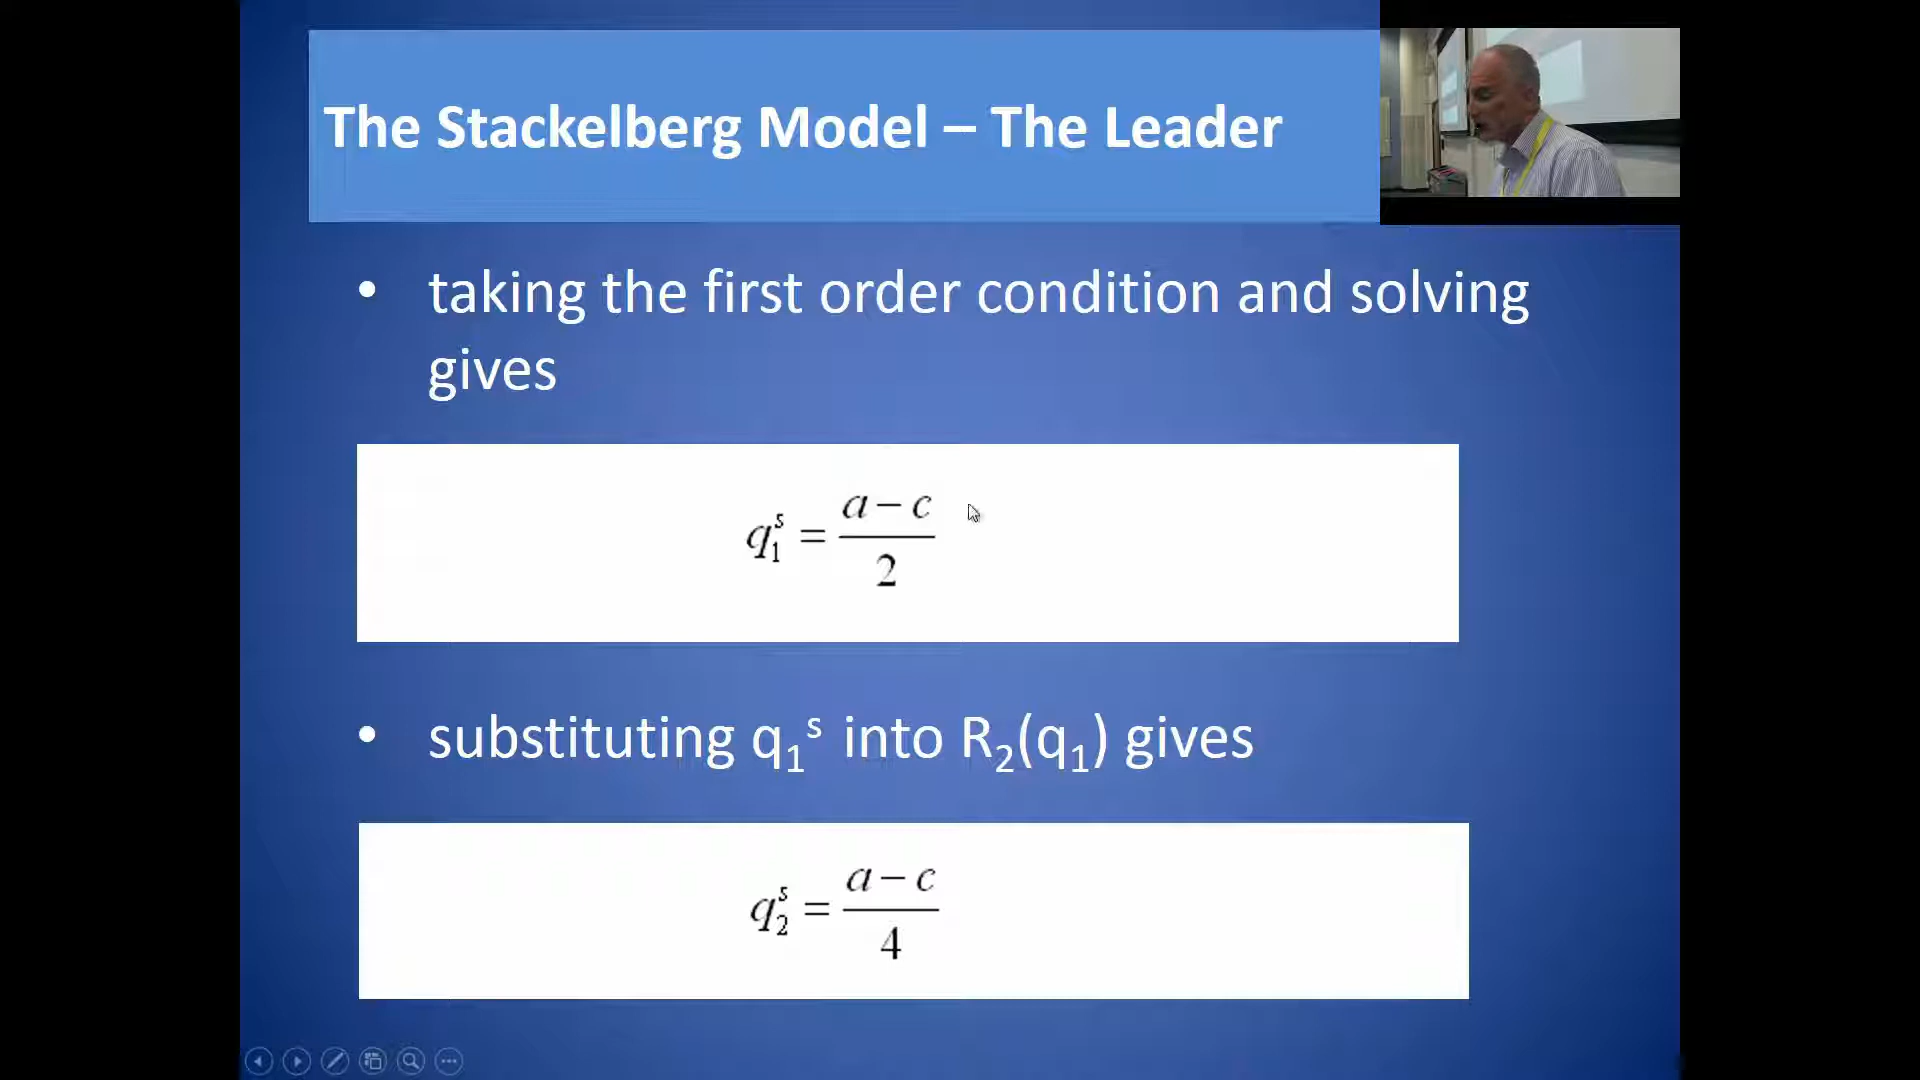 The Stackelberg Model – The Leader
• taking the first order condition and solving
gives
q₁ˢ = (a − c) / 2
• substituting q₁ˢ into R₂(q₁) gives
q₂ˢ = (a − c) / 4